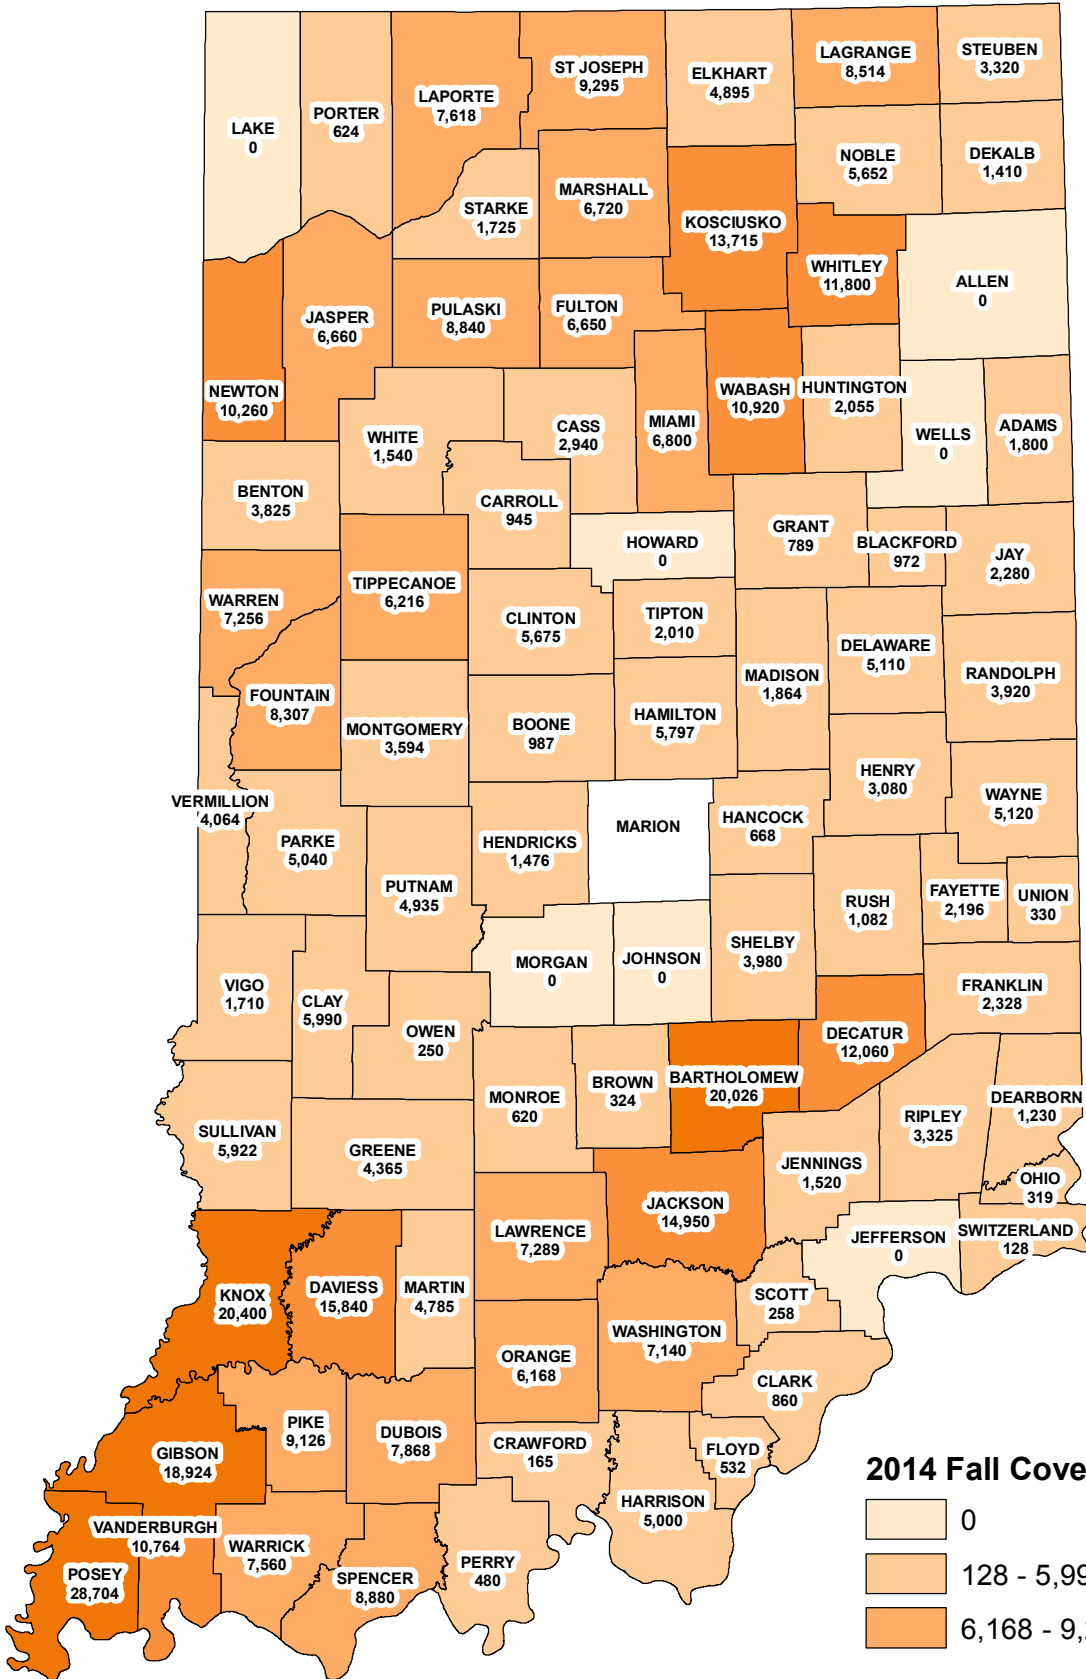 LAKE
0
PORTER
624
LAPORTE
7,618
ST JOSEPH
9,295
ELKHART
4,895
LAGRANGE
8,514
STEUBEN
3,320
NOBLE
5,652
DEKALB
1,410
STARKE
1,725
MARSHALL
6,720
KOSCIUSKO
13,715
WHITLEY
11,800
ALLEN
0
NEWTON
10,260
JASPER
6,660
PULASKI
8,840
FULTON
6,650
WABASH
10,920
HUNTINGTON
2,055
WELLS
0
ADAMS
1,800
WHITE
1,540
CASS
2,940
MIAMI
6,800
BENTON
3,825
CARROLL
945
HOWARD
0
GRANT
789
BLACKFORD
972
JAY
2,280
WARREN
7,256
TIPPECANOE
6,216
CLINTON
5,675
TIPTON
2,010
MADISON
1,864
DELAWARE
5,110
RANDOLPH
3,920
FOUNTAIN
8,307
MONTGOMERY
3,594
BOONE
987
HAMILTON
5,797
HENRY
3,080
WAYNE
5,120
VERMILLION
4,064
PARKE
5,040
PUTNAM
4,935
HENDRICKS
1,476
MARION
HANCOCK
668
RUSH
1,082
FAYETTE
2,196
UNION
330
VIGO
1,710
CLAY
5,990
OWEN
250
MORGAN
0
JOHNSON
0
SHELBY
3,980
FRANKLIN
2,328
DECATUR
12,060
SULLIVAN
5,922
GREENE
4,365
MONROE
620
BROWN
324
BARTHOLOMEW
20,026
JENNINGS
1,520
RIPLEY
3,325
DEARBORN
1,230
OHIO
319
SWITZERLAND
128
JEFFERSON
0
KNOX
20,400
DAVIESS
15,840
MARTIN
4,785
LAWRENCE
7,289
JACKSON
14,950
SCOTT
258
ORANGE
6,168
WASHINGTON
7,140
CLARK
860
GIBSON
18,924
PIKE
9,126
DUBOIS
7,868
CRAWFORD
165
FLOYD
532
HARRISON
5,000
POSEY
28,704
VANDERBURGH
10,764
WARRICK
7,560
SPENCER
8,880
PERRY
480
2014 Fall Cove
0
128 - 5,99
6,168 - 9,